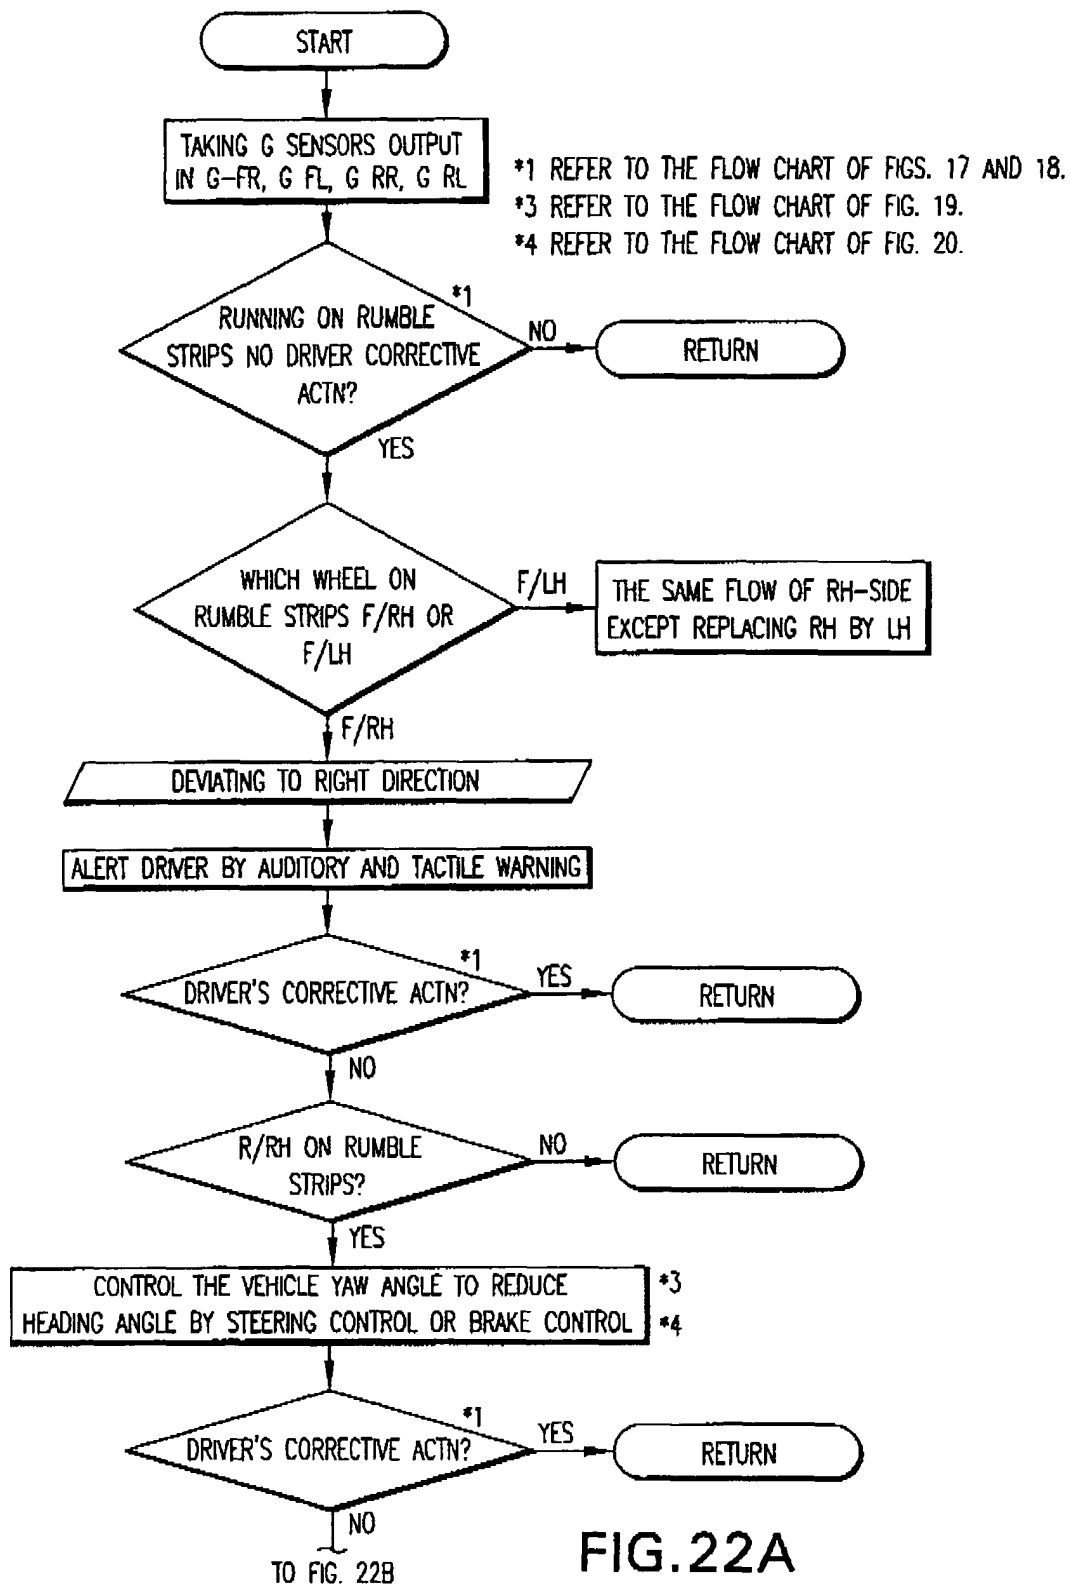 START
TAKING G SENSORS OUTPUT
IN G-FR, G FL, G RR, G RL
*1 REFER TO THE FLOW CHART OF FIGS. 17 AND 18.
*3 REFER TO THE FLOW CHART OF FIG. 19.
*4 REFER TO THE FLOW CHART OF FIG. 20.
*1
RUNNING ON RUMBLE
STRIPS NO DRIVER CORRECTIVE
ACTN?
NO
RETURN
YES
WHICH WHEEL ON
RUMBLE STRIPS F/RH OR
F/LH
F/LH
THE SAME FLOW OF RH-SIDE
EXCEPT REPLACING RH BY LH
F/RH
DEVIATING TO RIGHT DIRECTION
ALERT DRIVER BY AUDITORY AND TACTILE WARNING
*1
DRIVER'S CORRECTIVE ACTN?
YES
RETURN
NO
R/RH ON RUMBLE
STRIPS?
NO
RETURN
YES
CONTROL THE VEHICLE YAW ANGLE TO REDUCE
HEADING ANGLE BY STEERING CONTROL OR BRAKE CONTROL
*3
*4
*1
DRIVER'S CORRECTIVE ACTN?
YES
RETURN
NO
TO FIG. 22B
FIG.22A